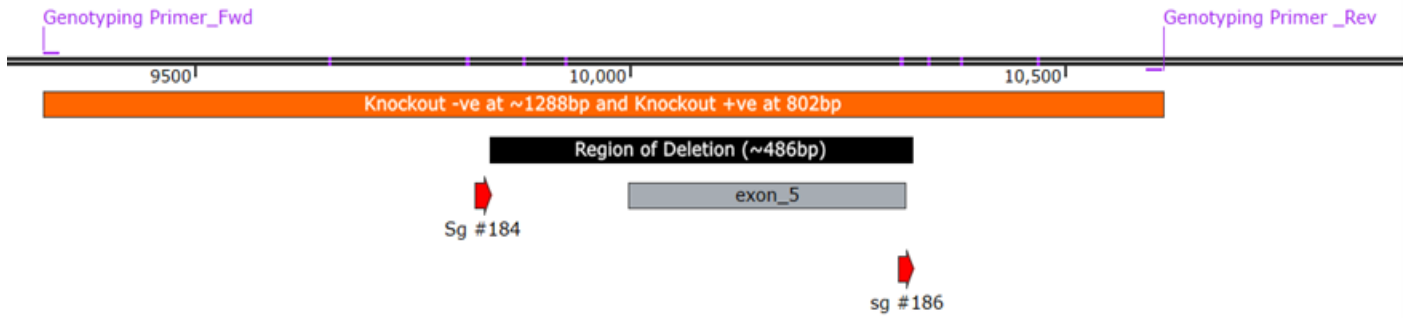 Genotyping Primer_Fwd
Genotyping Primer _Rev
9500
10,000
10,500
Knockout -ve at ~1288bp and Knockout +ve at 802bp
Region of Deletion (~486bp)
exon_5
Sg #184
sg #186